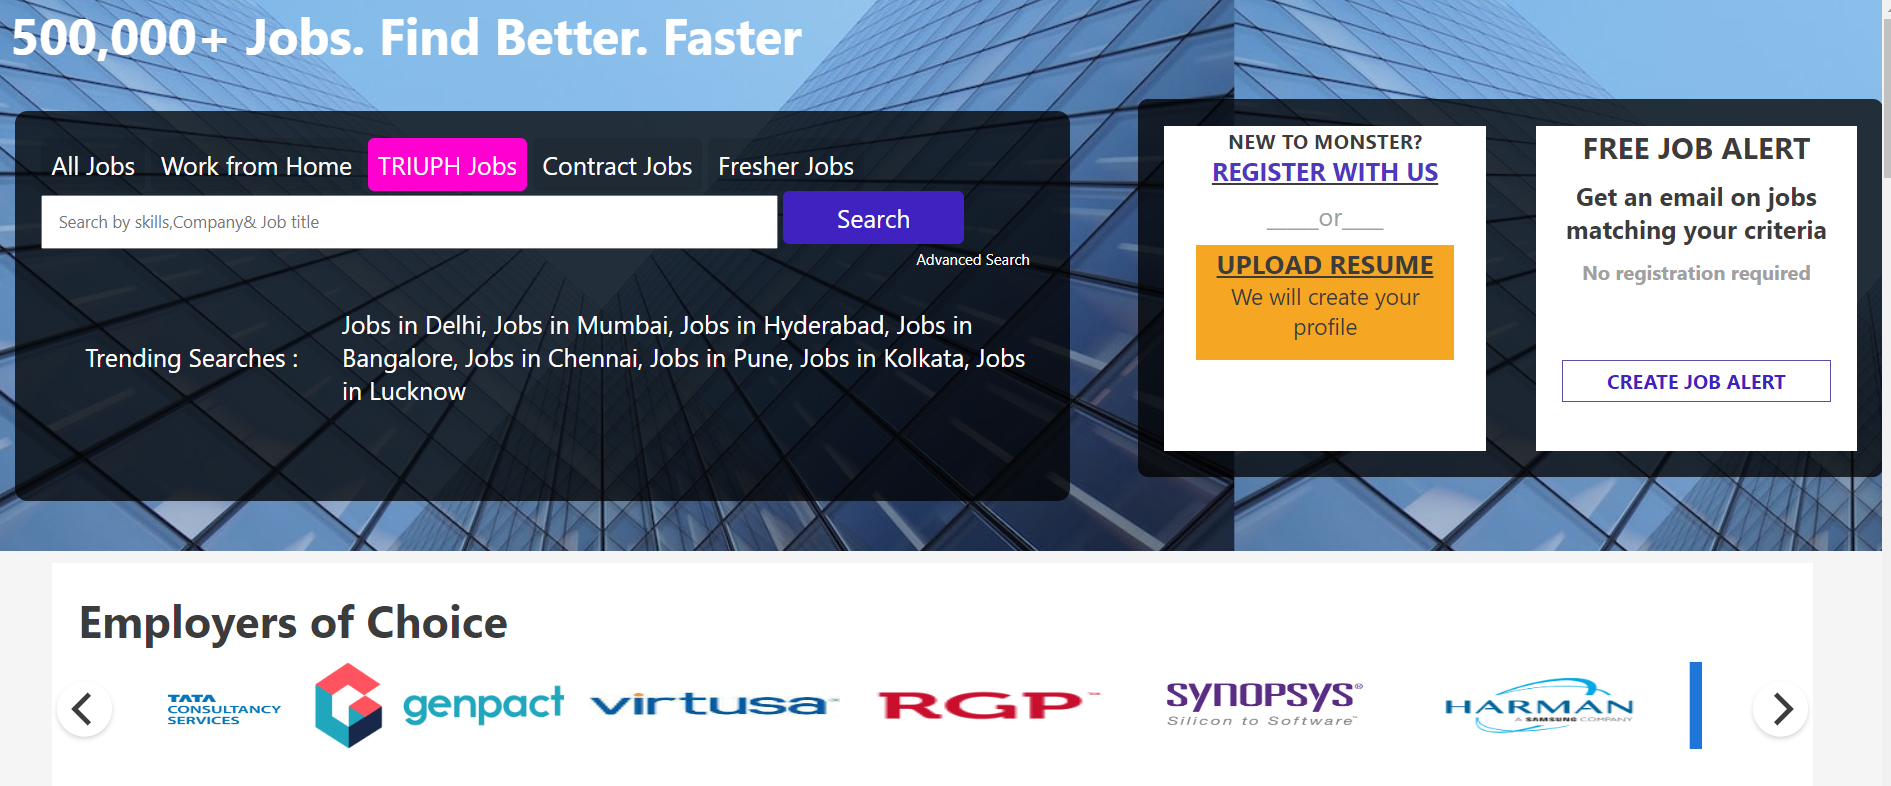 500,000+ Jobs. Find Better. Faster
All Jobs Work from Home TRIUPH Jobs Contract Jobs Fresher Jobs
Search by skills,Company& Job title Search
Advanced Search
Trending Searches :
Jobs in Delhi, Jobs in Mumbai, Jobs in Hyderabad, Jobs in
Bangalore, Jobs in Chennai, Jobs in Pune, Jobs in Kolkata, Jobs
in Lucknow
NEW TO MONSTER?
REGISTER WITH US
_____or____
UPLOAD RESUME
We will create your
profile
FREE JOB ALERT
Get an email on jobs
matching your criteria
No registration required
CREATE JOB ALERT
Employers of Choice
TATA
CONSULTANCY
SERVICES
genpact
virtusa™
RGP™
SYNOPSYS®
Silicon to Software™
HARMAN
A SAMSUNG COMPANY